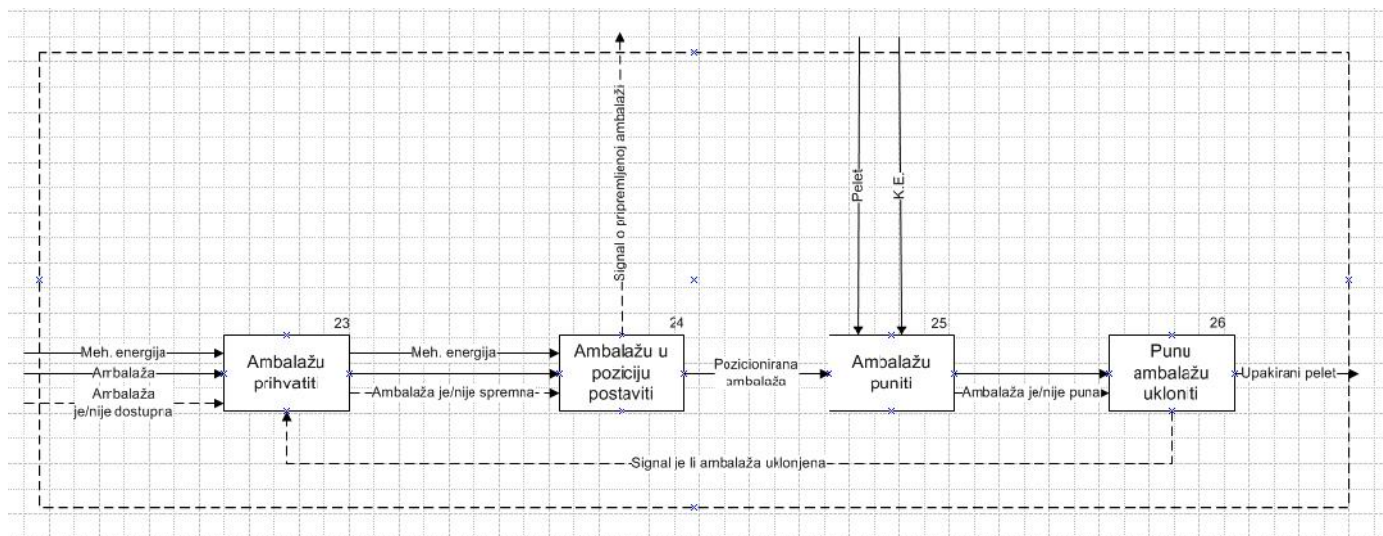 Signal o pripremljenoj ambalaži
Pelet
K.E.
23
24
25
26
Meh. energija
Ambalaža
Ambalaža
je/nije dostupra
Ambalažu
prihvatiti
Meh. energija
Ambalaža je/nije spremna
Ambalažu u
poziciju
postaviti
Pozicionirana
ambalaža
Ambalažu
puniti
Ambalaža je/nije puna
Punu
ambalažu
ukloniti
Upakirani pelet
Signal je li ambalaža uklonjena